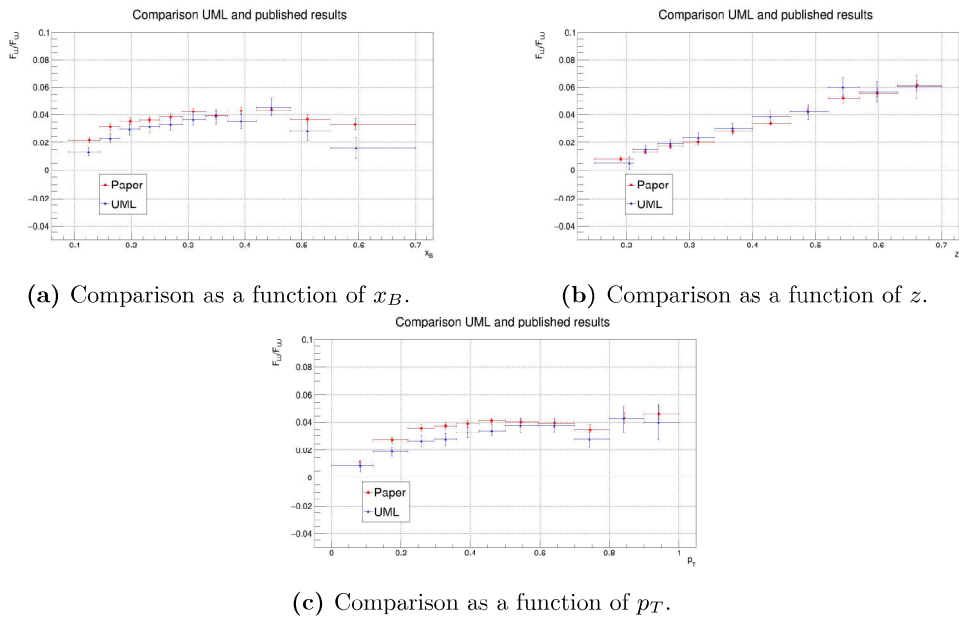 Comparison UML and published results
F_LU/F_UU
0.1
0.08
0.06
0.04
0.02
0
−0.02
−0.04
Paper
UML
0.1 0.2 0.3 0.4 0.5 0.6 0.7
x_B
(a) Comparison as a function of x_B.
Comparison UML and published results
F_LU/F_UU
0.1
0.08
0.06
0.04
0.02
0
−0.02
−0.04
Paper
UML
0.2 0.3 0.4 0.5 0.6 0.7
z
(b) Comparison as a function of z.
Comparison UML and published results
F_LU/F_UU
0.1
0.08
0.06
0.04
0.02
0
−0.02
−0.04
Paper
UML
0 0.2 0.4 0.6 0.8 1
p_T
(c) Comparison as a function of p_T.